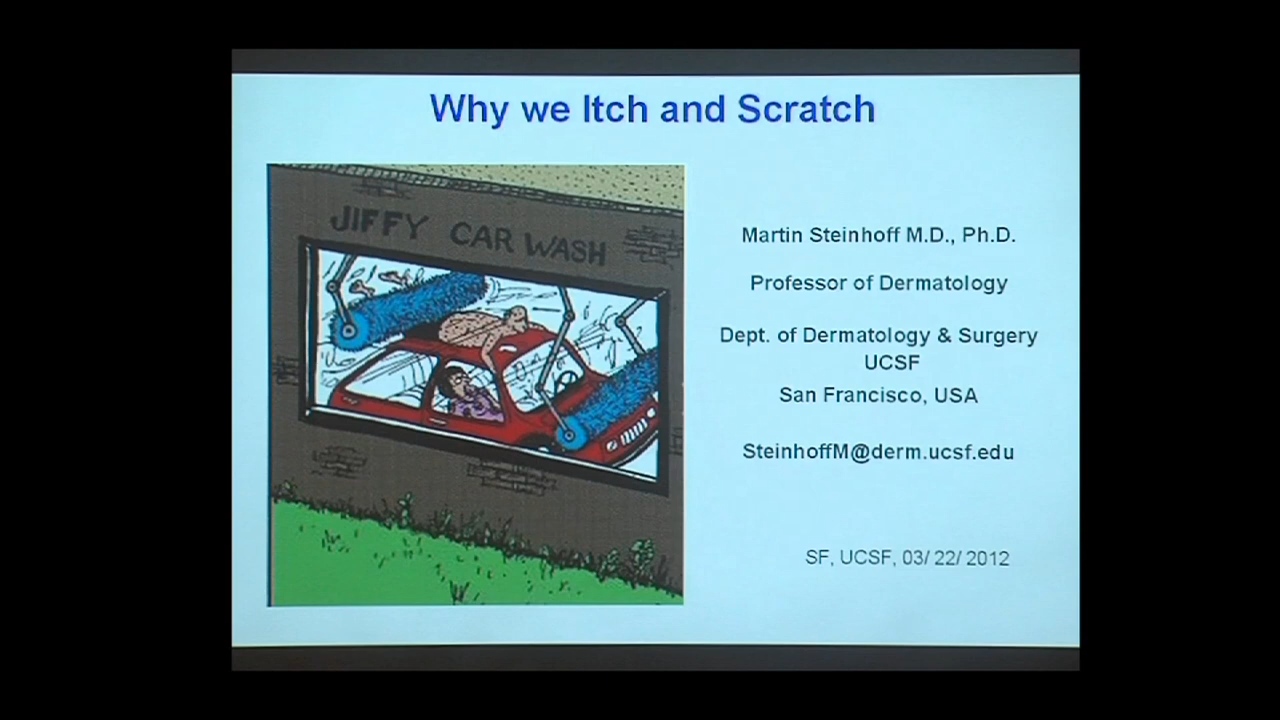 Why we Itch and Scratch
JIFFY CAR WASH
Martin Steinhoff M.D., Ph.D.
Professor of Dermatology
Dept. of Dermatology & Surgery
UCSF
San Francisco, USA
SteinhoffM@derm.ucsf.edu
SF, UCSF, 03/ 22/ 2012